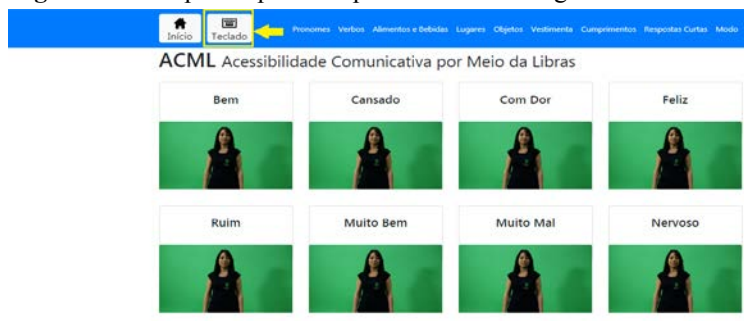 Início Teclado Pronomes Verbos Alimentos e Bebidas Lugares Objetos Vestimenta Cumprimentos Respostas Curtas Modo
ACML Acessibilidade Comunicativa por Meio da Libras
Bem Cansado Com Dor Feliz
Ruim Muito Bem Muito Mal Nervoso